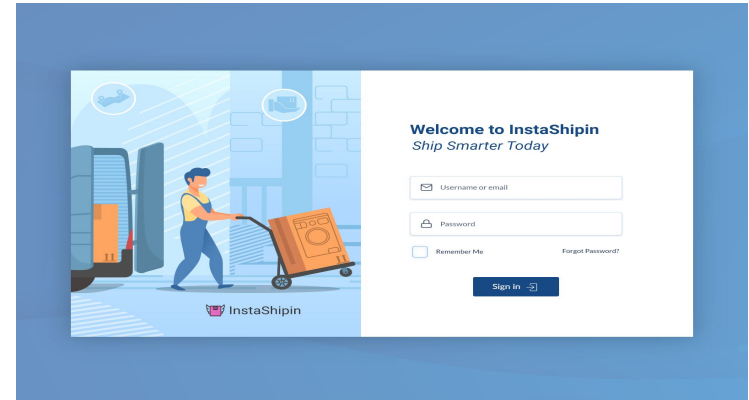 Welcome to InstaShipin
Ship Smarter Today
Username or email
Password
Remember Me
Forgot Password?
Sign in
InstaShipin